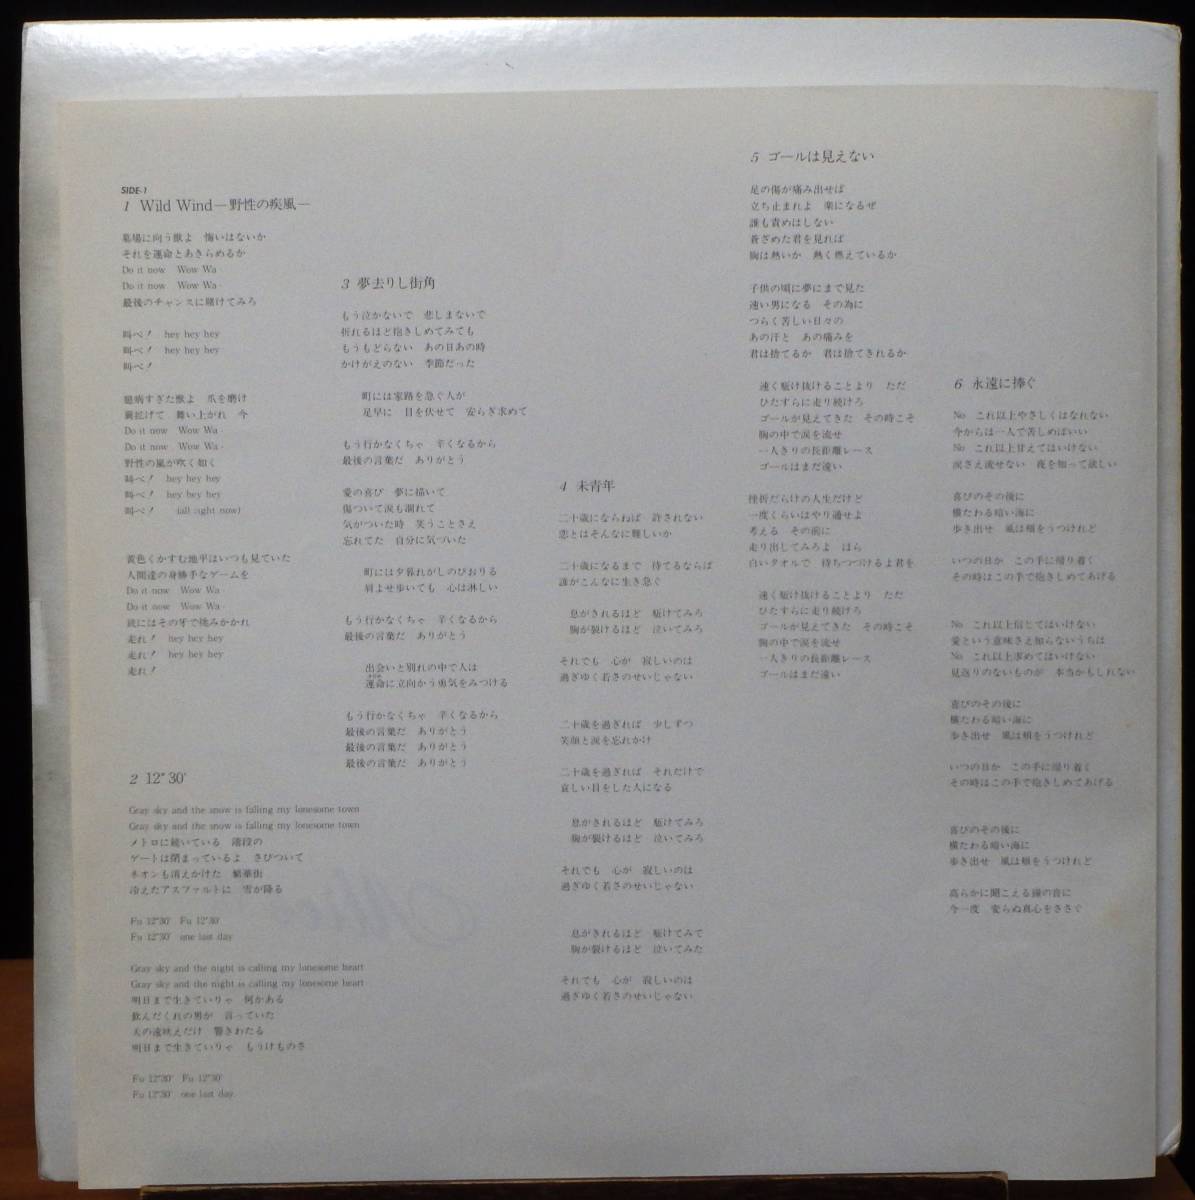 SIDE-1
1 Wild Wind—野性の疾風—
墓場に向う獣よ 悔いはないか
それを運命とあきらめるか
Do it now Wow Wa·
Do it now Wow Wa·
最後のチャンスに賭けてみろ
叫べ! hey hey hey
叫べ! hey hey hey
叫べ!
臆病すぎた獣よ 爪を磨け
翼拡げて 舞い上がれ 今
Do it now Wow Wa·
Do it now Wow Wa·
野性の嵐が吹く如く
叫べ! hey hey hey
叫べ! hey hey hey
叫べ! (all right now)
黄色くかすむ地平はいつも見ていた
人間達の身勝手なゲームを
Do it now Wow Wa
Do it now Wow Wa·
銃にはその牙で挑みかかれ
走れ! hey hey hey
走れ! hey hey hey
走れ!
2 12"30'
Gray sky and the snow is falling my lonesome town
Gray sky and the snow is falling my lonesome town
メトロに続いている 階段の
ゲートは閉まっているよ さびついて
ネオンも消えかけた 繁華街
冷えたアスファルトに 雪が降る
Fu 12"30' Fu 12"30'
Fu 12"30' one last day
Gray sky and the night is calling my lonesome heart
Gray sky and the night is calling my lonesome heart
明日まで生きていりゃ 何かある
飲んだくれの男が 言っていた
犬の遠吠えだけ 響きわたる
明日まで生きていりゃ もうけものさ
Fu 12"30' Fu 12"30'
Fu 12"30' one last day
3 夢去りし街角
もう泣かないで 悲しまないで
折れるほど抱きしめてみても
もうもどらない あの日あの時
かけがえのない 季節だった
町には家路を急ぐ人が
足早に 目を伏せて 安らぎ求めて
もう行かなくちゃ 辛くなるから
最後の言葉だ ありがとう
愛の喜び 夢に描いて
傷ついて涙も涸れて
気がついた時 笑うことさえ
忘れてた 自分に気づいた
町には夕暮れがしのびおりる
肩よせ歩いても 心は淋しい
もう行かなくちゃ 辛くなるから
最後の言葉だ ありがとう
出会いと別れの中で人は
運命に立向かう勇気をみつける
もう行かなくちゃ 辛くなるから
最後の言葉だ ありがとう
最後の言葉だ ありがとう
最後の言葉だ ありがとう
4 未青年
二十歳にならねば 許されない
恋とはそんなに難しいか
二十歳になるまで 待てるならば
誰がこんなに生き急ぐ
息がきれるほど 駆けてみろ
胸が裂けるほど 泣いてみろ
それでも 心が 寂しいのは
過ぎゆく若さのせいじゃない
二十歳を過ぎれば 少しずつ
笑顔と涙を忘れかけ
二十歳を過ぎれば それだけで
哀しい目をした人になる
息がきれるほど 駆けてみろ
胸が裂けるほど 泣いてみろ
それでも 心が 寂しいのは
過ぎゆく若さのせいじゃない
息がきれるほど 駆けてみて
胸が裂けるほど 泣いてみた
それでも 心が 寂しいのは
過ぎゆく若さのせいじゃない
5 ゴールは見えない
足の傷が痛み出せば
立ち止まれよ 楽になるぜ
誰も責めはしない
蒼ざめた君を見れば
胸は熱いか 熱く燃えているか
子供の頃に夢にまで見た
速い男になる その為に
つらく苦しい日々の
あの汗と あの痛みを
君は捨てるか 君は捨てきれるか
速く駆け抜けることより ただ
ひたすらに走り続けろ
ゴールが見えてきた その時こそ
胸の中で涙を流せ
一人きりの長距離レース
ゴールはまだ遠い
挫折だらけの人生だけど
一度くらいはやり通せよ
考える その前に
走り出してみろよ ほら
白いタオルで 待ちつづけるよ君を
速く駆け抜けることより ただ
ひたすらに走り続けろ
ゴールが見えてきた その時こそ
胸の中で涙を流せ
一人きりの長距離レース
ゴールはまだ遠い
6 永遠に捧ぐ
No これ以上やさしくはなれない
今からは一人で苦しめばいい
No これ以上甘えてはいけない
涙さえ流せない 夜を知って欲しい
喜びのその後に
横たわる暗い海に
歩き出せ 風は頬をうつけれど
いつの日か この手に帰り着く
その時はこの手で抱きしめてあげる
No これ以上信じてはいけない
愛という意味さえ知らないうちは
No これ以上求めてはいけない
見返りのないものが 本当かもしれない
喜びのその後に
横たわる暗い海に
歩き出せ 風は頬をうつけれど
いつの日か この手に帰り着く
その時はこの手で抱きしめてあげる
喜びのその後に
横たわる暗い海に
歩き出せ 風は頬をうつけれど
高らかに聞こえる鐘の音に
今一度 変らぬ真心をささぐ